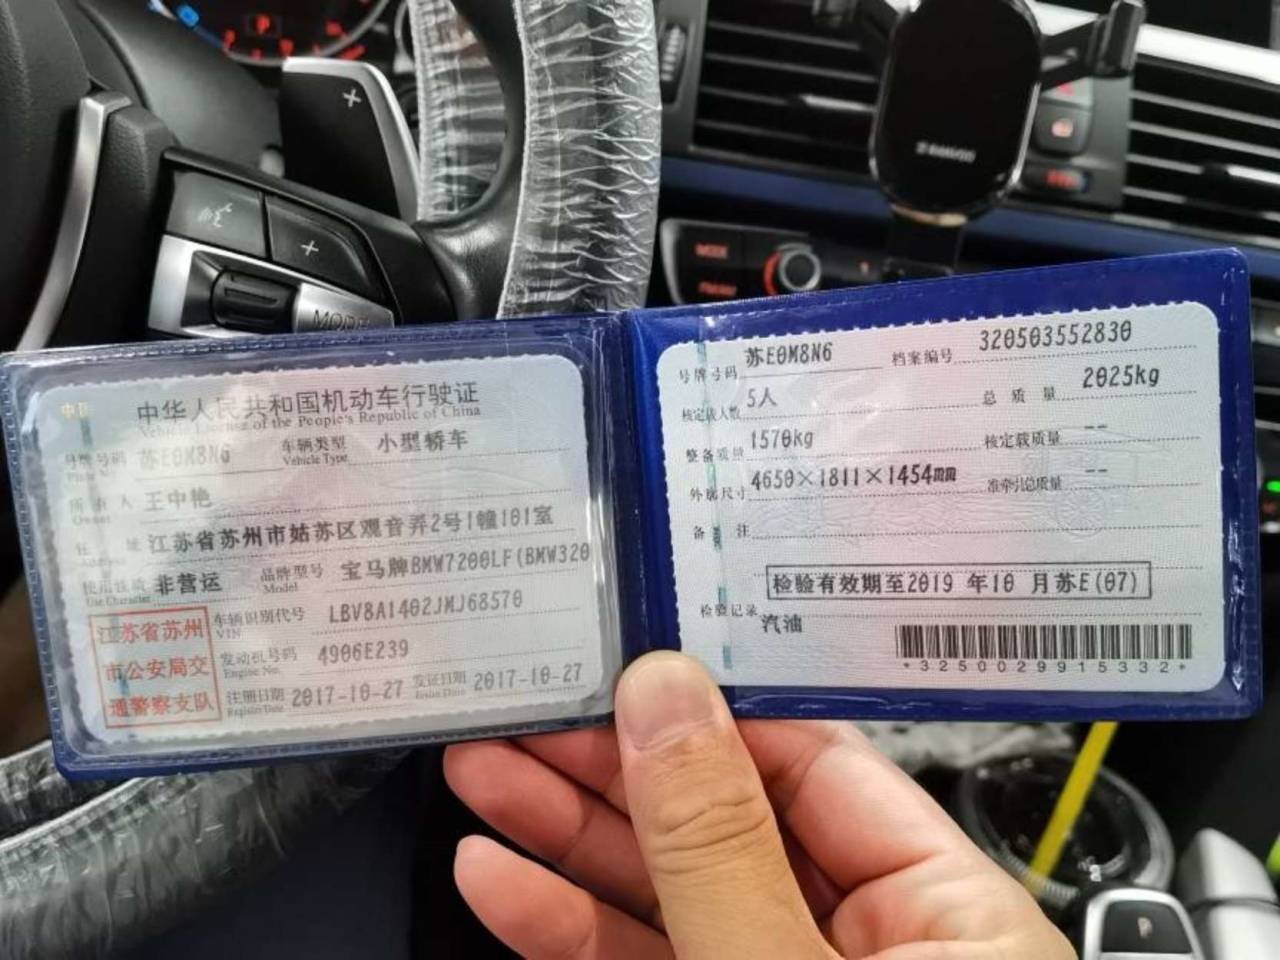 中华人民共和国机动车行驶证
Vehicle License of the People's Republic of China
号牌号码 苏E0M8N6 车辆类型 小型轿车
Plate No. Vehicle Type
所有人 王中艳
Owner
住址 江苏省苏州市姑苏区观音弄2号1幢101室
Address
使用性质 非营运 品牌型号 宝马牌BMW7200LF(BMW320
Use Character Model
江苏省苏州
市公安局交
通警察支队
车辆识别代号 LBV8A1402JMJ68570
VIN
发动机号码 4906E239
Engine No.
注册日期 2017-10-27 发证日期 2017-10-27
Register Date Issue Date
号牌号码 苏E0M8N6 档案编号 320503552830
核定载人数 5人 总质量 2025kg
整备质量 1570kg 核定载质量 --
外廓尺寸 4650×1811×1454mm 准牵引总质量 --
备注
检验有效期至2019 年10 月苏E(07)
检验记录
汽油
*3250029915332*
MODE
MODE
P